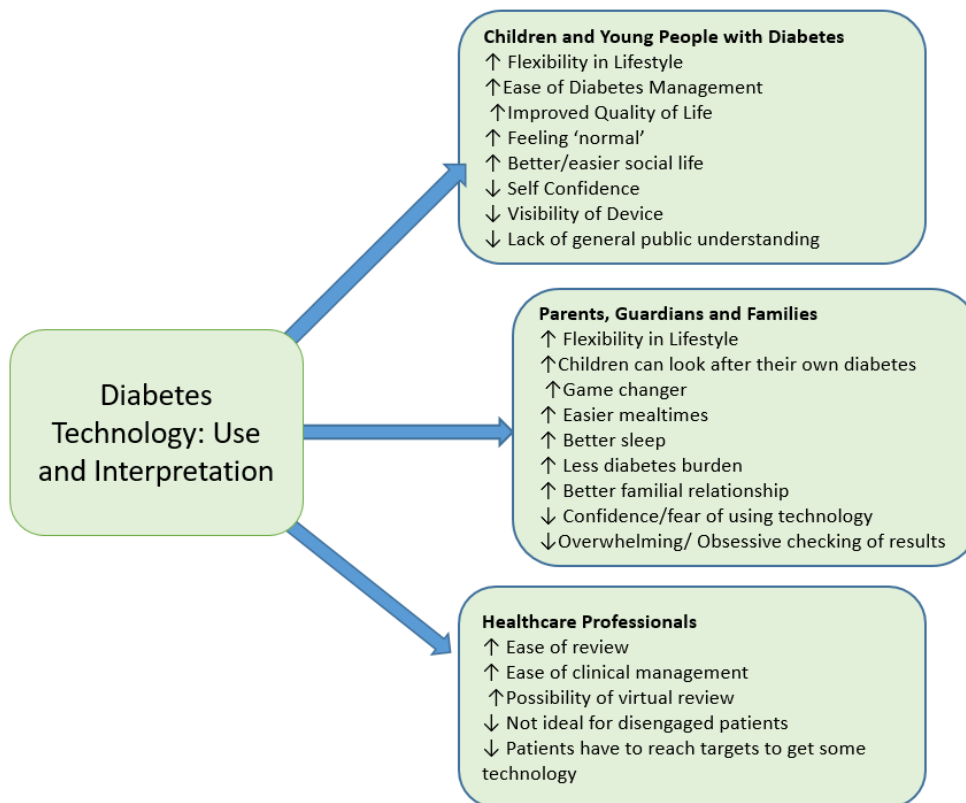 Children and Young People with Diabetes
↑ Flexibility in Lifestyle
↑Ease of Diabetes Management
↑Improved Quality of Life
↑ Feeling ‘normal’
↑ Better/easier social life
↓ Self Confidence
↓ Visibility of Device
↓ Lack of general public understanding
Diabetes
Technology: Use
and Interpretation
Parents, Guardians and Families
↑ Flexibility in Lifestyle
↑Children can look after their own diabetes
↑Game changer
↑ Easier mealtimes
↑ Better sleep
↑ Less diabetes burden
↑ Better familial relationship
↓ Confidence/fear of using technology
↓Overwhelming/ Obsessive checking of results
Healthcare Professionals
↑ Ease of review
↑ Ease of clinical management
↑Possibility of virtual review
↓ Not ideal for disengaged patients
↓ Patients have to reach targets to get some
technology